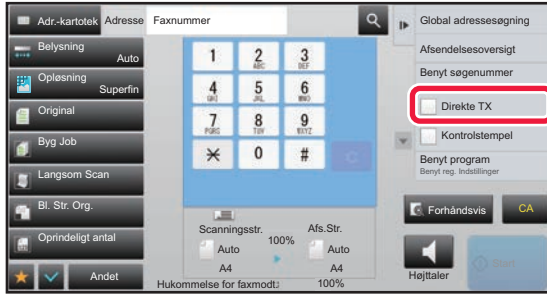 Adr.-kartotek Adresse Faxnummer
Global adressesøgning
Afsendelsesoversigt
Benyt søgenummer
Direkte TX
Kontrolstempel
Benyt program
Benyt reg. Indstillinger
Belysning
Auto
Opløsning
Superfin
Original
Byg Job
Langsom Scan
Bl. Str. Org.
Oprindeligt antal
Andet
1 2 3
ABC DEF
4 5 6
GHI JKL MNO
7 8 9
PQRS TUV WXYZ
0 #
C
Scanningsstr. 100% Afs.Str.
Auto Auto
A4 A4
Hukommelse for faxmodt.: 100%
Forhåndsvis CA
Højttaler
Start